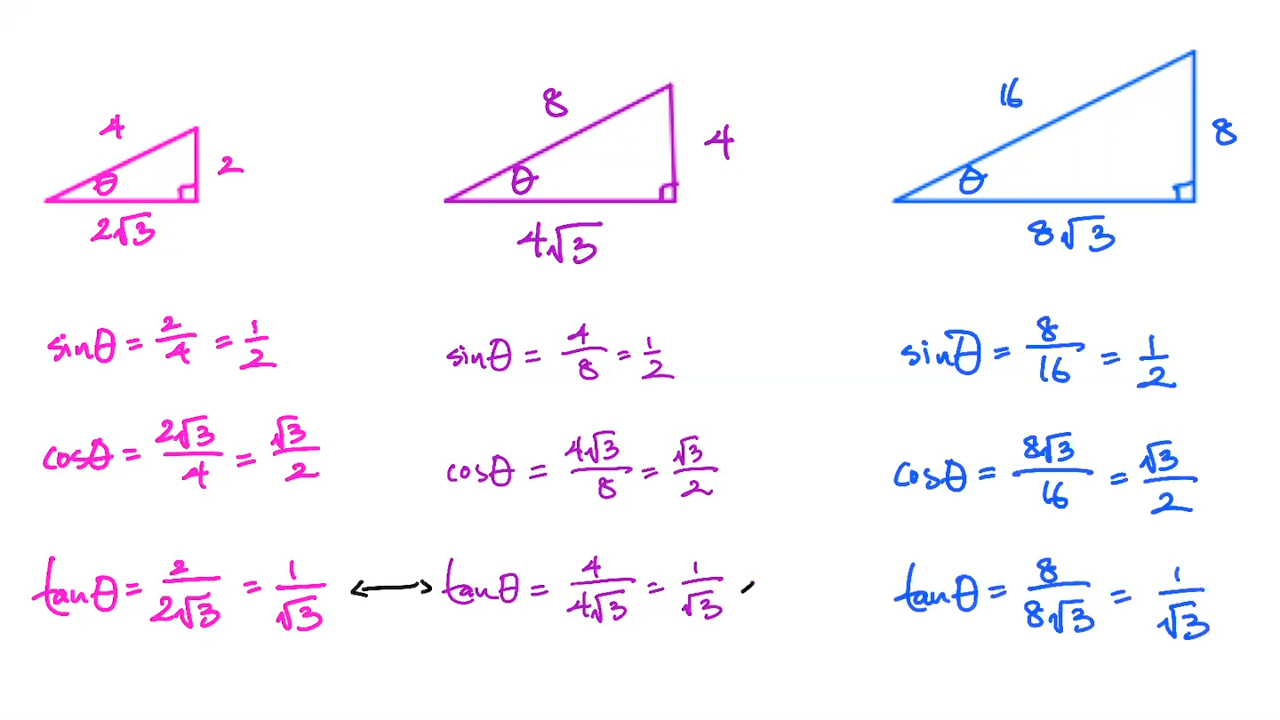 4
2
θ
2√3
sinθ = 2/4 = 1/2
cosθ = 2√3/4 = √3/2
tanθ = 2/2√3 = 1/√3
8
4
θ
4√3
sinθ = 4/8 = 1/2
cosθ = 4√3/8 = √3/2
tanθ = 4/4√3 = 1/√3
16
8
θ
8√3
sinθ = 8/16 = 1/2
cosθ = 8√3/16 = √3/2
tanθ = 8/8√3 = 1/√3